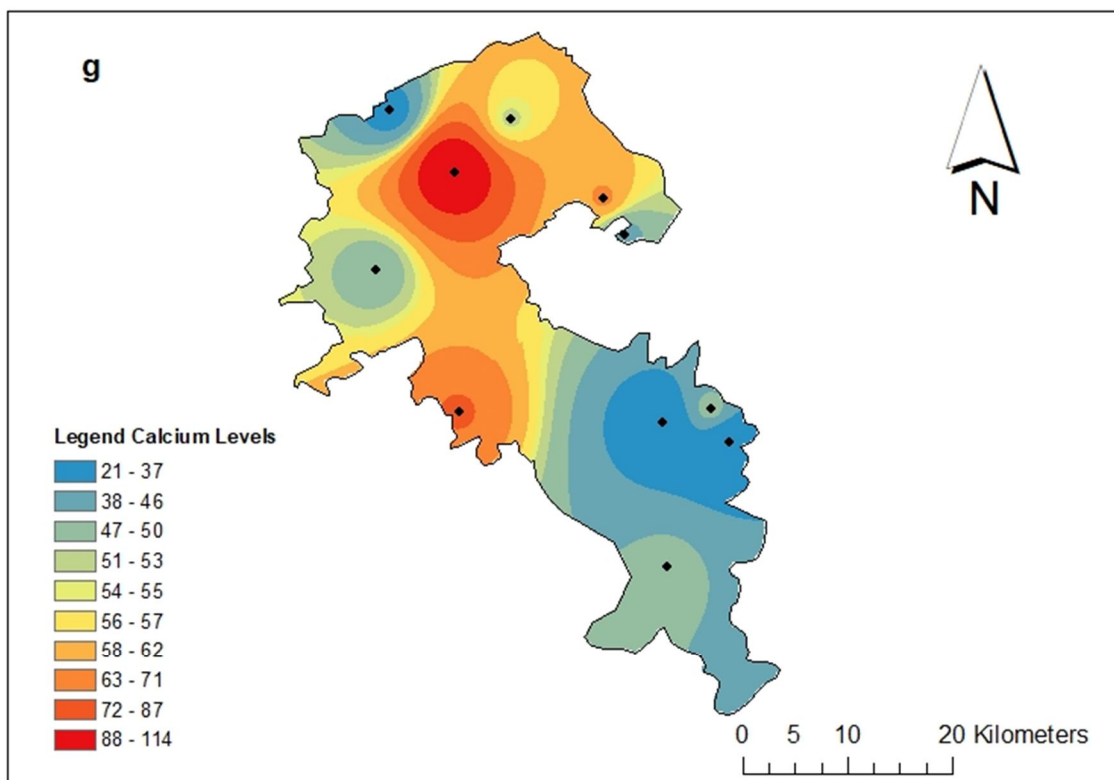 g
N
Legend Calcium Levels
21 - 37
38 - 46
47 - 50
51 - 53
54 - 55
56 - 57
58 - 62
63 - 71
72 - 87
88 - 114
0 5 10 20 Kilometers